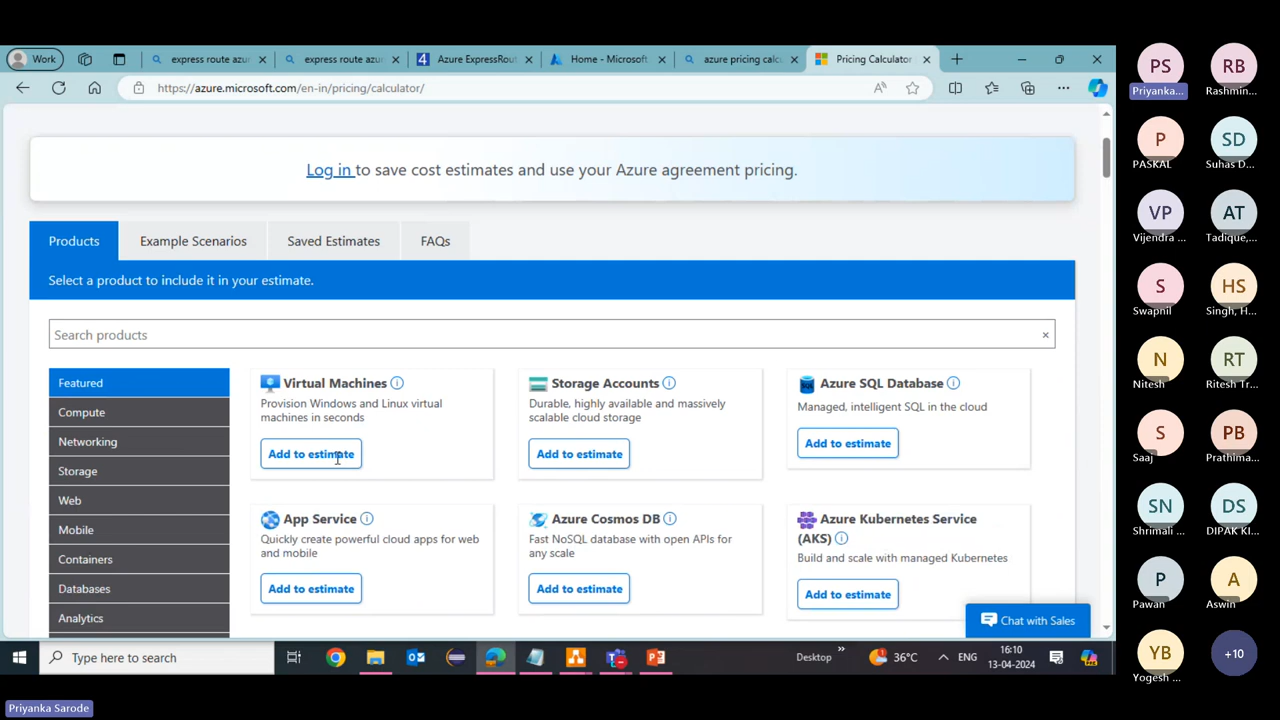 Work
express route azur
express route azur
Azure ExpressRout
Home - Microsoft
azure pricing calc
Pricing Calculator
https://azure.microsoft.com/en-in/pricing/calculator/
Log in to save cost estimates and use your Azure agreement pricing.
Products
Example Scenarios
Saved Estimates
FAQs
Select a product to include it in your estimate.
Search products
Featured
Compute
Networking
Storage
Web
Mobile
Containers
Databases
Analytics
Virtual Machines
Provision Windows and Linux virtual
machines in seconds
Add to estimate
Storage Accounts
Durable, highly available and massively
scalable cloud storage
Add to estimate
Azure SQL Database
Managed, intelligent SQL in the cloud
Add to estimate
App Service
Quickly create powerful cloud apps for web
and mobile
Add to estimate
Azure Cosmos DB
Fast NoSQL database with open APIs for
any scale
Add to estimate
Azure Kubernetes Service
(AKS)
Build and scale with managed Kubernetes
Add to estimate
Chat with Sales
Type here to search
Desktop
36°C
ENG
16:10
13-04-2024
Priyanka Sarode
PS
Priyanka...
RB
Rashmin...
P
PASKAL
SD
Suhas D...
VP
Vijendra ...
AT
Tadique,...
S
Swapnil
HS
Singh, H...
N
Nitesh
RT
Ritesh Tr...
S
Saaj
PB
Prathima...
SN
Shrimali ...
DS
DIPAK KI...
P
Pawan
A
Aswin
YB
Yogesh ...
+10